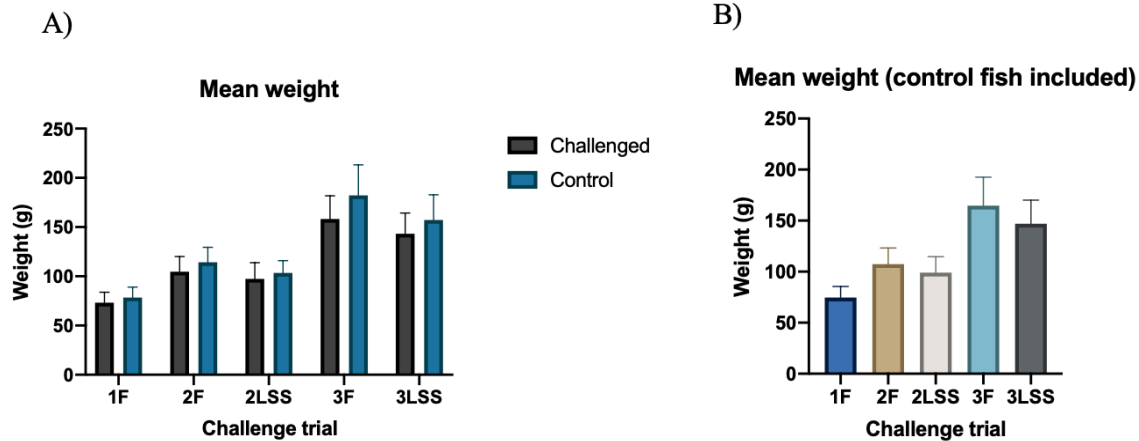 A)
Mean weight
Weight (g)
250
200
150
100
50
0
1F 2F 2LSS 3F 3LSS
Challenge trial
Challenged
Control
B)
Mean weight (control fish included)
Weight (g)
250
200
150
100
50
0
1F 2F 2LSS 3F 3LSS
Challenge trial